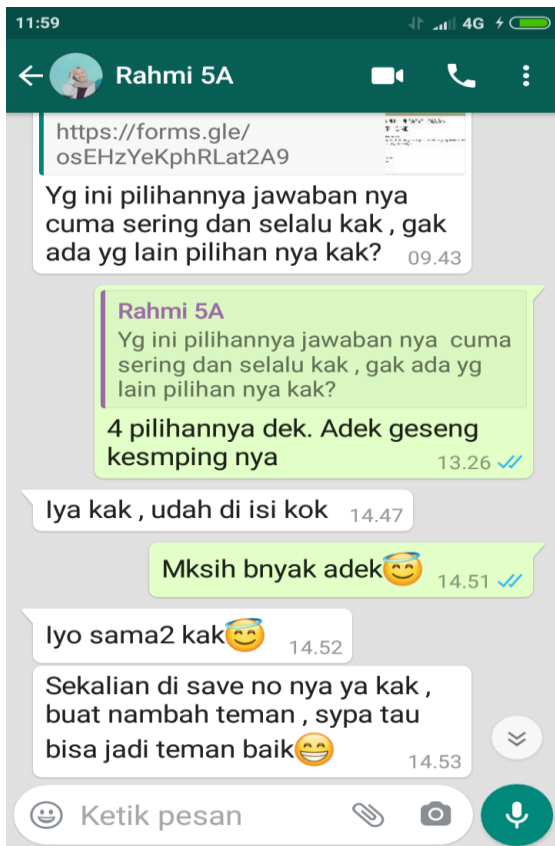 11:59
4G
Rahmi 5A
https://forms.gle/
osEHzYeKphRLat2A9
Yg ini pilihannya jawaban nya
cuma sering dan selalu kak , gak
ada yg lain pilihan nya kak? 09.43
Rahmi 5A
Yg ini pilihannya jawaban nya cuma
sering dan selalu kak , gak ada yg
lain pilihan nya kak?
4 pilihannya dek. Adek geseng
kesmping nya 13.26
Iya kak , udah di isi kok 14.47
Mksih bnyak adek😇 14.51
Iyo sama2 kak😇 14.52
Sekalian di save no nya ya kak ,
buat nambah teman , sypa tau
bisa jadi teman baik😁 14.53
Ketik pesan